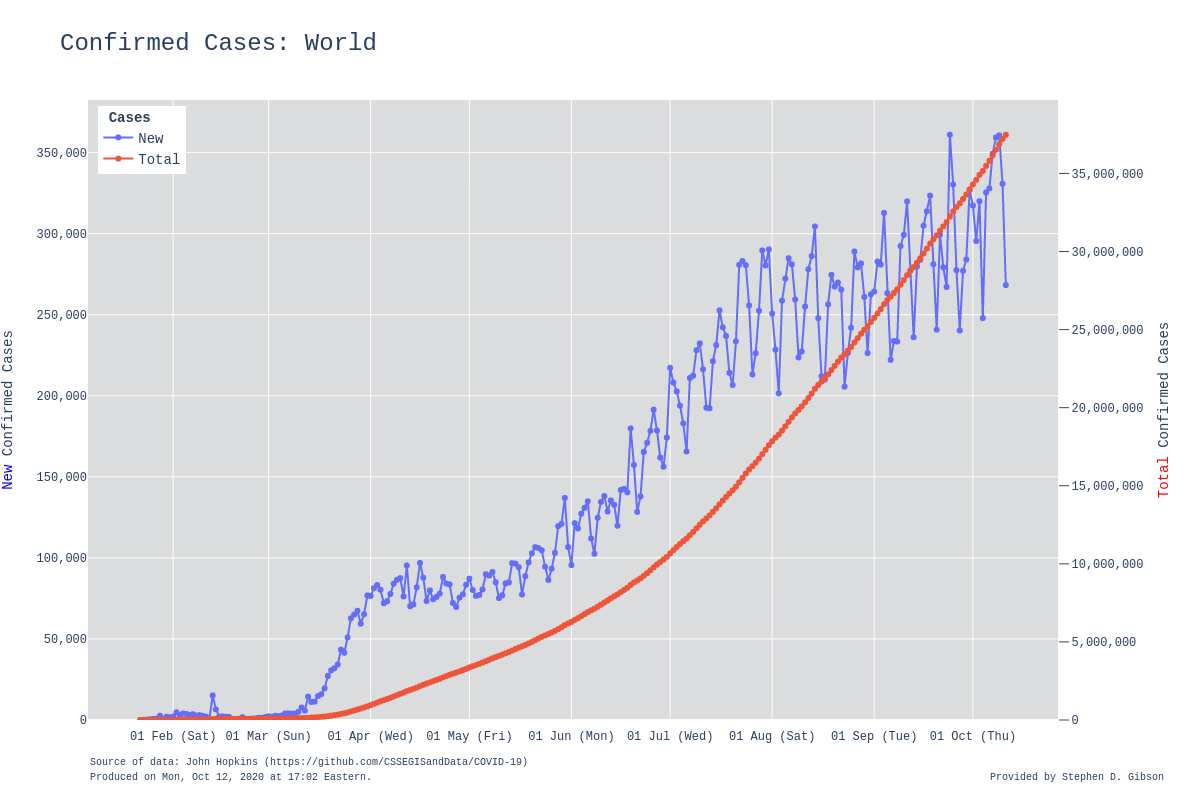 Confirmed Cases: World
Cases
New
Total
350,000
300,000
250,000
200,000
150,000
100,000
50,000
0
New Confirmed Cases
35,000,000
30,000,000
25,000,000
20,000,000
15,000,000
10,000,000
5,000,000
0
Total Confirmed Cases
01 Feb (Sat) 01 Mar (Sun) 01 Apr (Wed) 01 May (Fri) 01 Jun (Mon) 01 Jul (Wed) 01 Aug (Sat) 01 Sep (Tue) 01 Oct (Thu)
Source of data: John Hopkins (https://github.com/CSSEGISandData/COVID-19)
Produced on Mon, Oct 12, 2020 at 17:02 Eastern.
Provided by Stephen D. Gibson